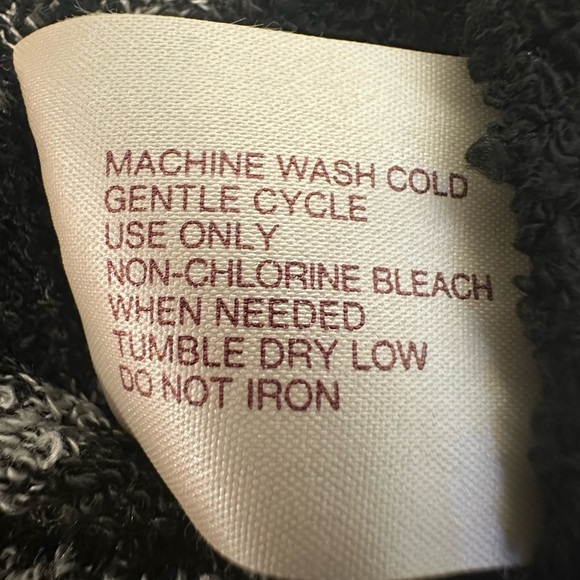 MACHINE WASH COLD
GENTLE CYCLE
USE ONLY
NON-CHLORINE BLEACH
WHEN NEEDED
TUMBLE DRY LOW
DO NOT IRON